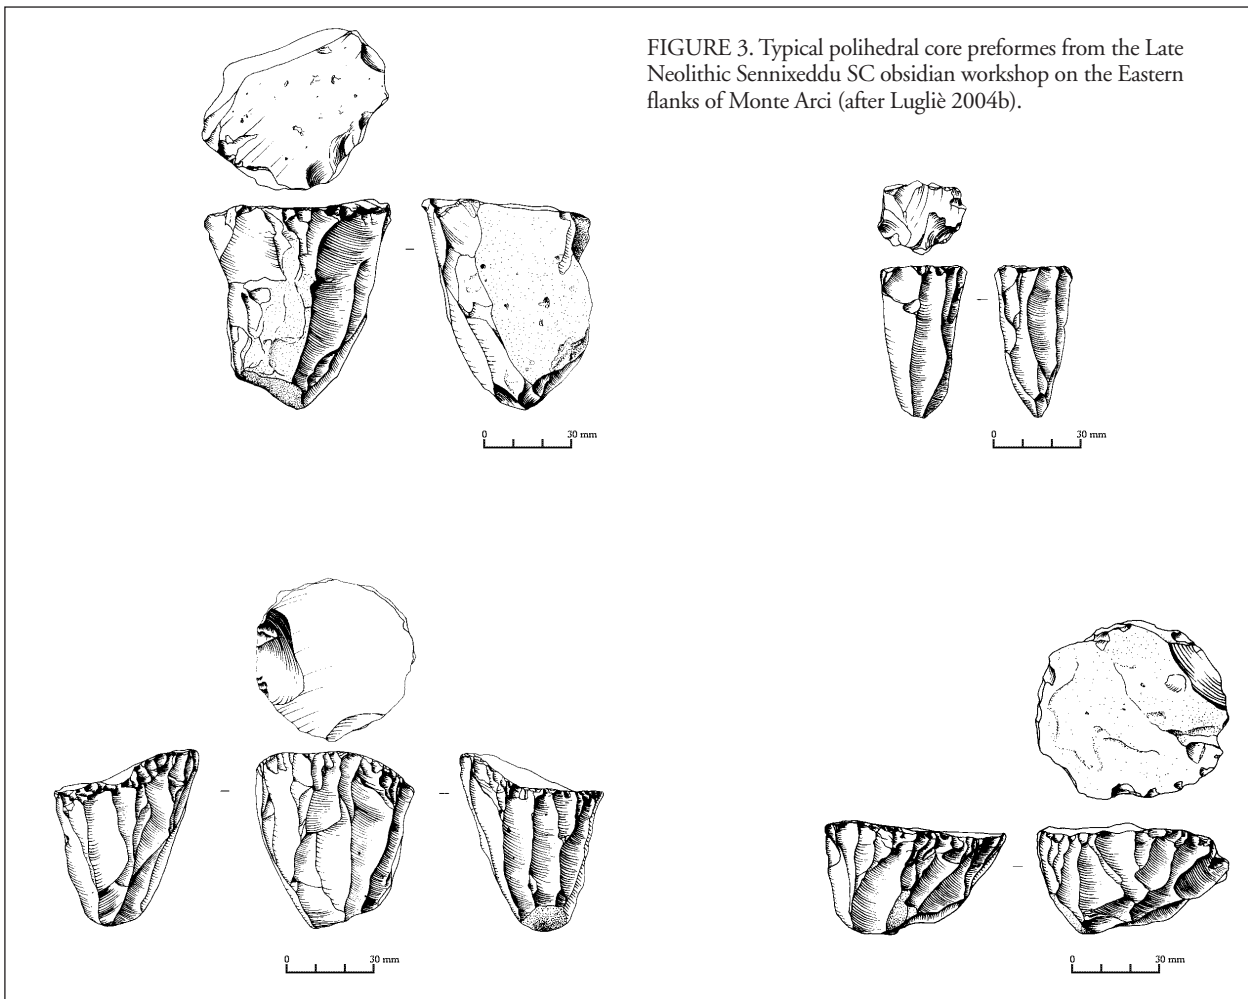 FIGURE 3. Typical polihedral core preformes from the Late
Neolithic Sennixeddu SC obsidian workshop on the Eastern
flanks of Monte Arci (after Lugliè 2004b).
0 30 mm
0 30 mm
0 30 mm
0 30 mm